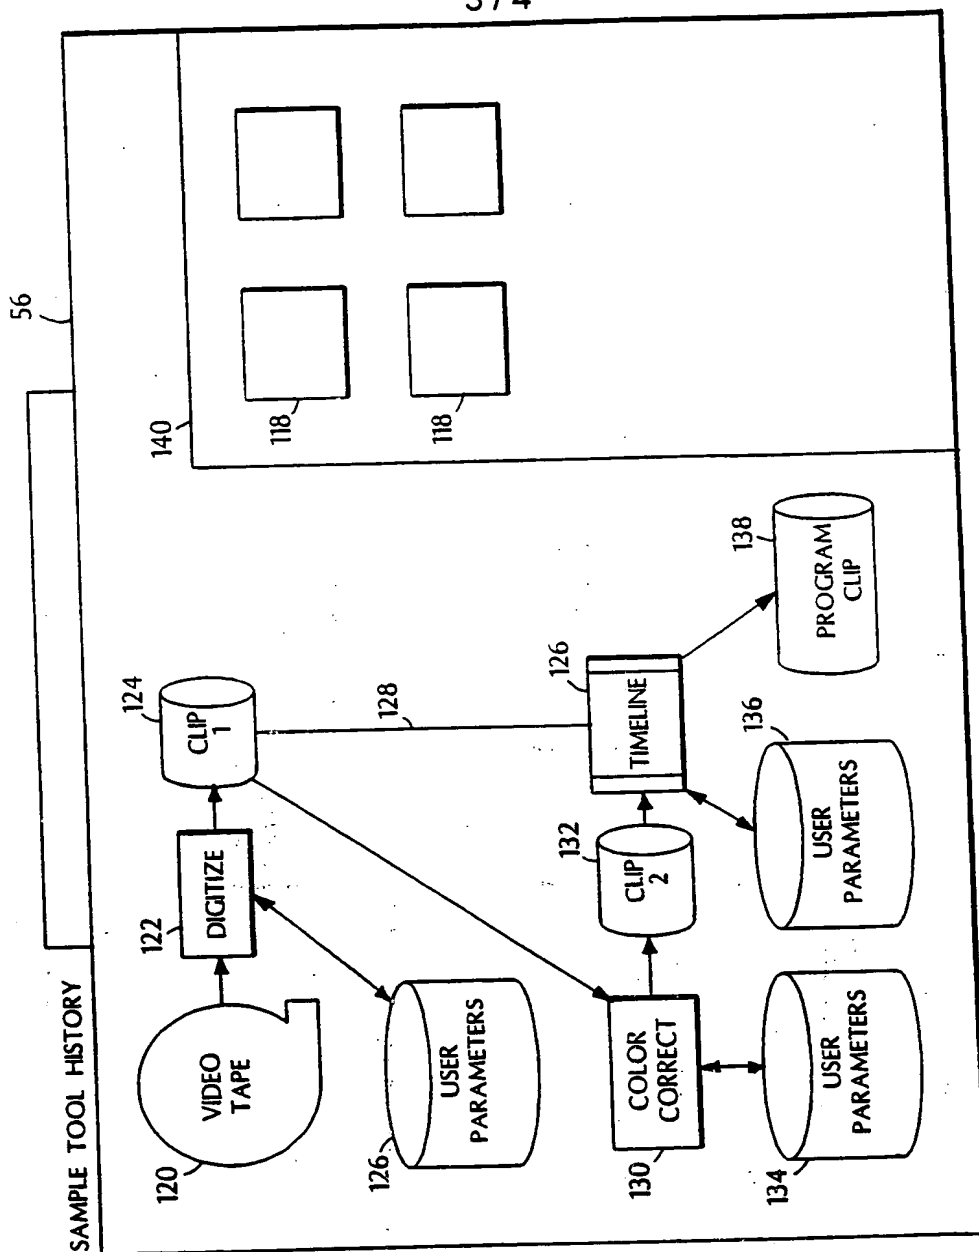 3/4
SAMPLE TOOL HISTORY
56
120
VIDEO
TAPE
122
DIGITIZE
124
CLIP
1
140
118
118
126
USER
PARAMETERS
128
130
COLOR
CORRECT
132
CLIP
2
126
TIMELINE
138
PROGRAM
CLIP
134
USER
PARAMETERS
136
USER
PARAMETERS